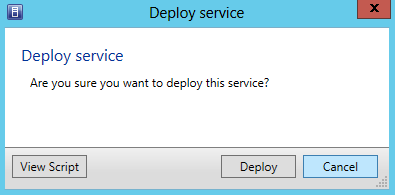 Deploy service
x
Deploy service
Are you sure you want to deploy this service?
View Script
Deploy
Cancel